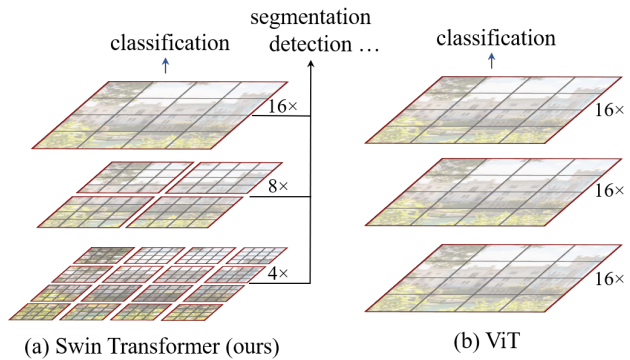 segmentation
detection ...
classification
16×
8×
4×
(a) Swin Transformer (ours)
classification
16×
16×
16×
(b) ViT